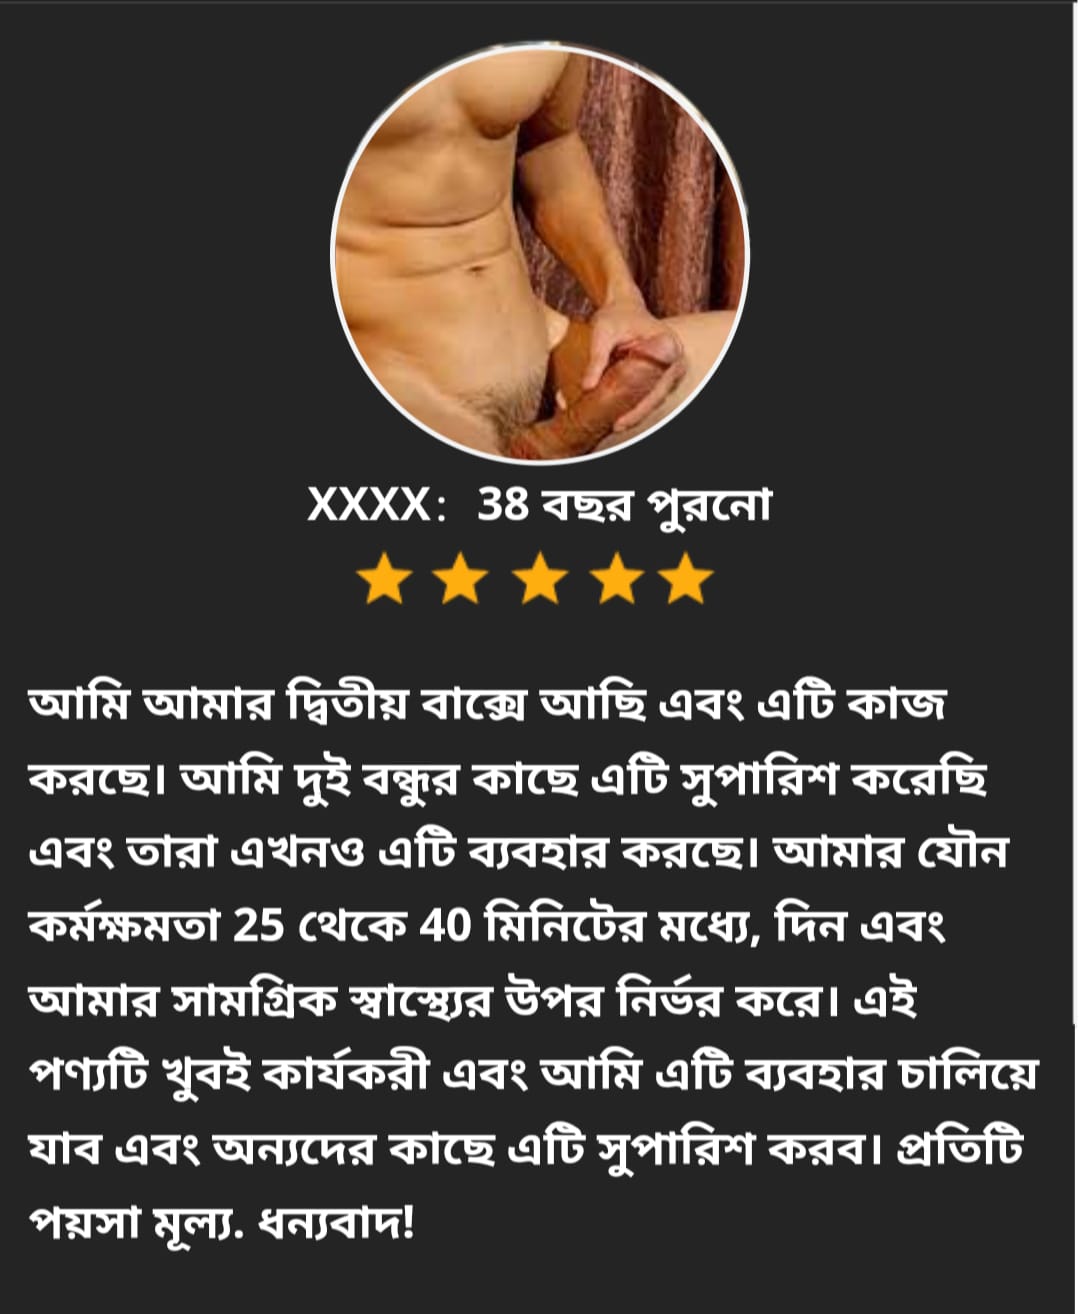 XXXX: 38 বছর পুরনো
আমি আমার দ্বিতীয় বাক্সে আছি এবং এটি কাজ
করছে। আমি দুই বন্ধুর কাছে এটি সুপারিশ করেছি
এবং তারা এখনও এটি ব্যবহার করছে। আমার যৌন
কর্মক্ষমতা 25 থেকে 40 মিনিটের মধ্যে, দিন এবং
আমার সামগ্রিক স্বাস্থ্যের উপর নির্ভর করে। এই
পণ্যটি খুবই কার্যকরী এবং আমি এটি ব্যবহার চালিয়ে
যাব এবং অন্যদের কাছে এটি সুপারিশ করব। প্রতিটি
পয়সা মূল্য. ধন্যবাদ!